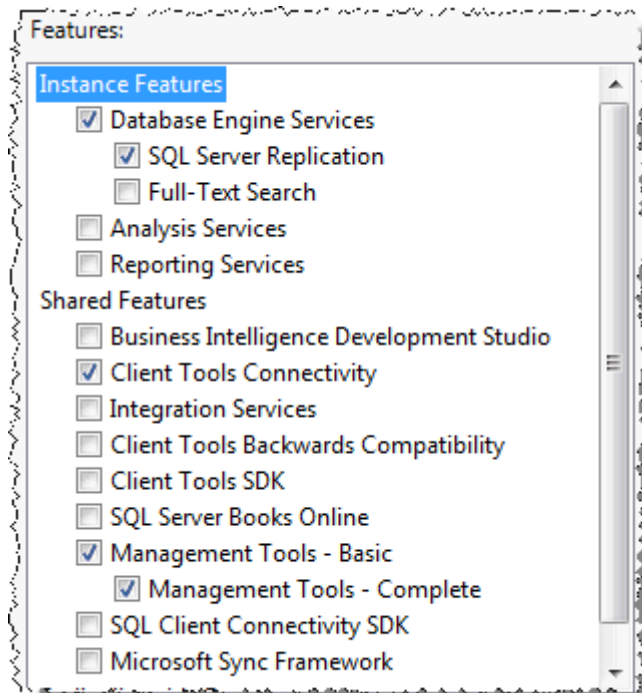 Features:
Instance Features
Database Engine Services
SQL Server Replication
Full-Text Search
Analysis Services
Reporting Services
Shared Features
Business Intelligence Development Studio
Client Tools Connectivity
Integration Services
Client Tools Backwards Compatibility
Client Tools SDK
SQL Server Books Online
Management Tools - Basic
Management Tools - Complete
SQL Client Connectivity SDK
Microsoft Sync Framework